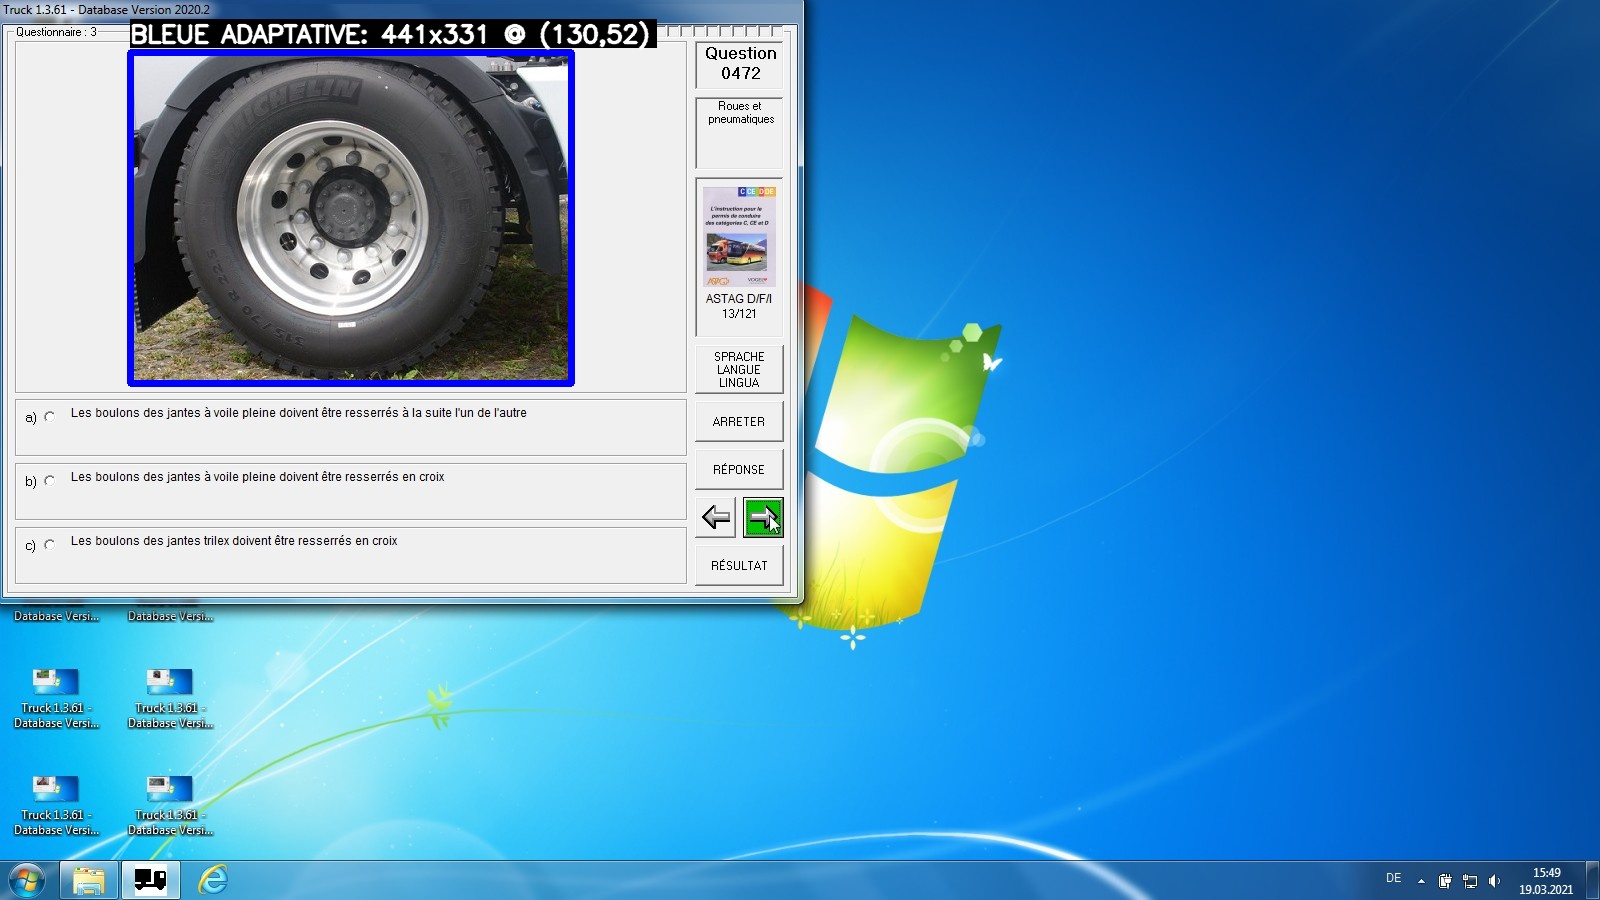 Truck 1.3.61 - Database Version 2020.2
Questionnaire : 3
BLEUE ADAPTATIVE: 441x331 @ (130,52)
Question
0472
MICHELIN
315 / 70 R 22.5
Roues et
pneumatiques
C CE D DE
L'instruction pour le
permis de conduire
des catégories C, CE et D
ASTAG D/F/I
13/121
SPRACHE
LANGUE
LINGUA
a) Les boulons des jantes à voile pleine doivent être resserrés à la suite l'un de l'autre
ARRETER
b) Les boulons des jantes à voile pleine doivent être resserrés en croix
RÉPONSE
c) Les boulons des jantes trilex doivent être resserrés en croix
RÉSULTAT
Database Versi...
Database Versi...
Truck 1.3.61 -
Database Versi...
Truck 1.3.61 -
Database Versi...
Truck 1.3.61 -
Database Versi...
Truck 1.3.61 -
Database Versi...
DE
15:49
19.03.2021